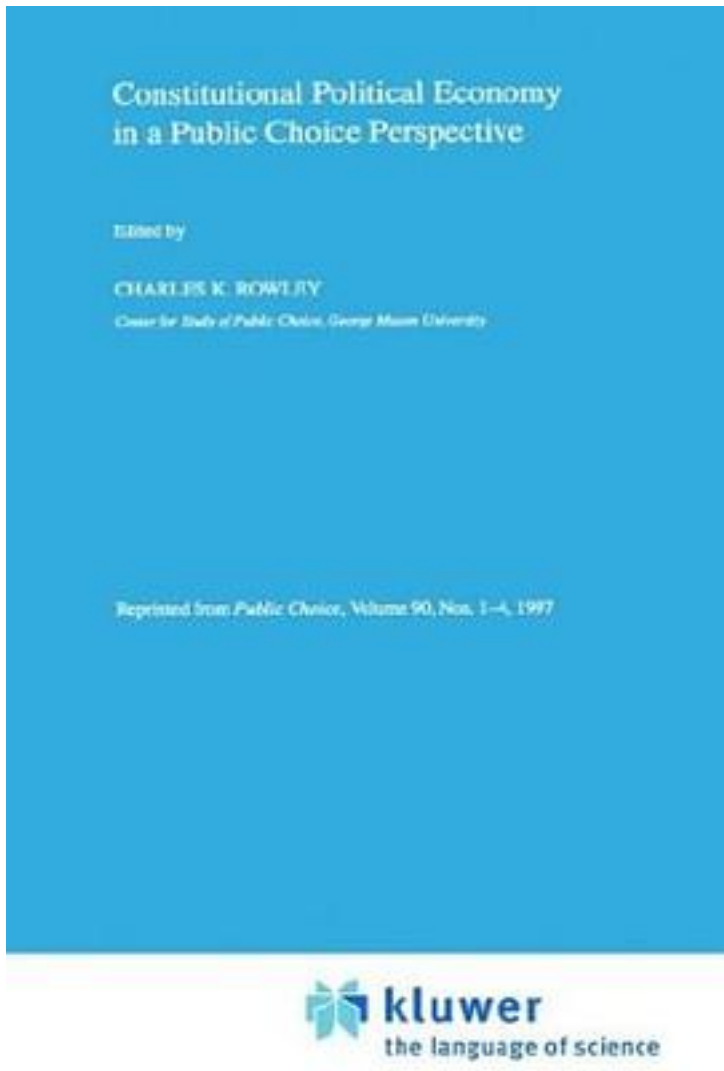 Constitutional Political Economy
in a Public Choice Perspective
Edited by
CHARLES K. ROWLEY
Center for Study of Public Choice, George Mason University
Reprinted from Public Choice, Volume 90, Nos. 1–4, 1997
kluwer
the language of science